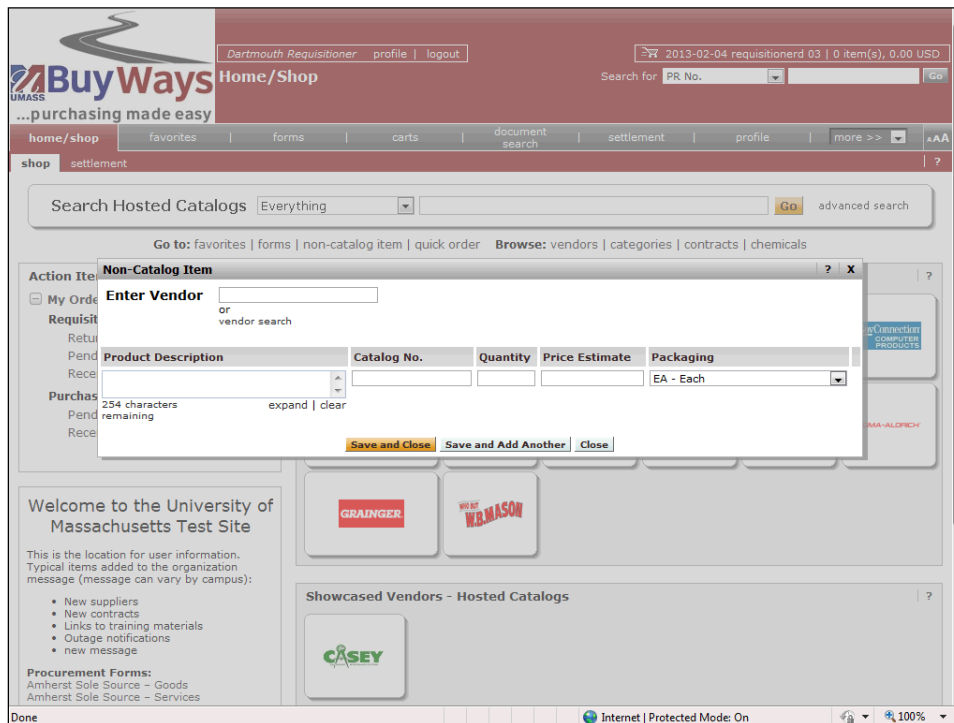 Dartmouth Requisitioner profile | logout
2013-02-04 requisitionerd 03 | 0 item(s), 0.00 USD
UMASS
BuyWays
...purchasing made easy
Home/Shop
Search for PR No. Go
home/shop favorites | forms | carts | document search | settlement | profile | more >> AAA
shop settlement | ?
Search Hosted Catalogs Everything Go advanced search
Go to: favorites | forms | non-catalog item | quick order Browse: vendors | categories | contracts | chemicals
Action Ite
| ?
Non-Catalog Item ? X
My Orde
Enter Vendor
or
vendor search
Requisit
Retu
Pend
Rece
Purchas
Pend
Rece
yConnection
COMPUTER
PRODUCTS
Product Description Catalog No. Quantity Price Estimate Packaging
EA - Each
254 characters remaining expand | clear
MA-ALDRICH
Save and Close Save and Add Another Close
GRAINGER
WHO BUT
W.B.MASON
Welcome to the University of
Massachusetts Test Site
This is the location for user information.
Typical items added to the organization
message (message can vary by campus):
• New suppliers
• New contracts
• Links to training materials
• Outage notifications
• new message
Procurement Forms:
Amherst Sole Source – Goods
Amherst Sole Source – Services
Showcased Vendors - Hosted Catalogs | ?
CASEY
Done Internet | Protected Mode: On 100%